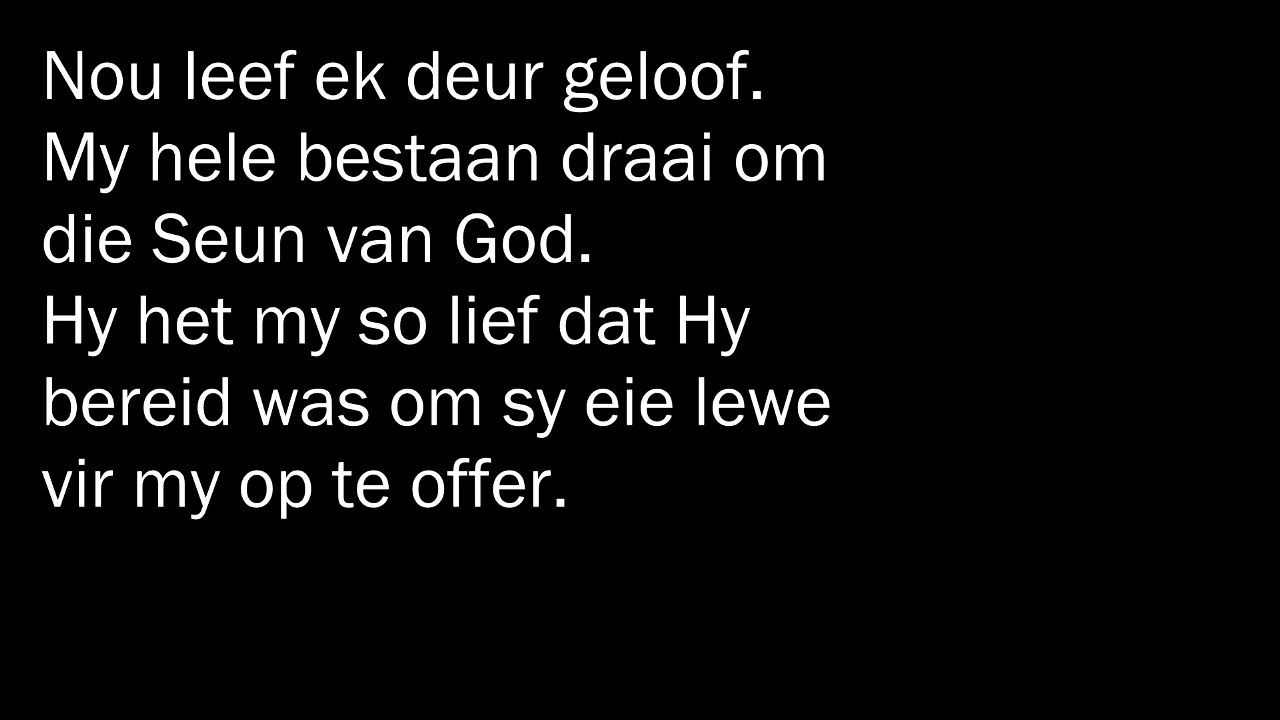 Nou leef ek deur geloof.
My hele bestaan draai om
die Seun van God.
Hy het my so lief dat Hy
bereid was om sy eie lewe
vir my op te offer.